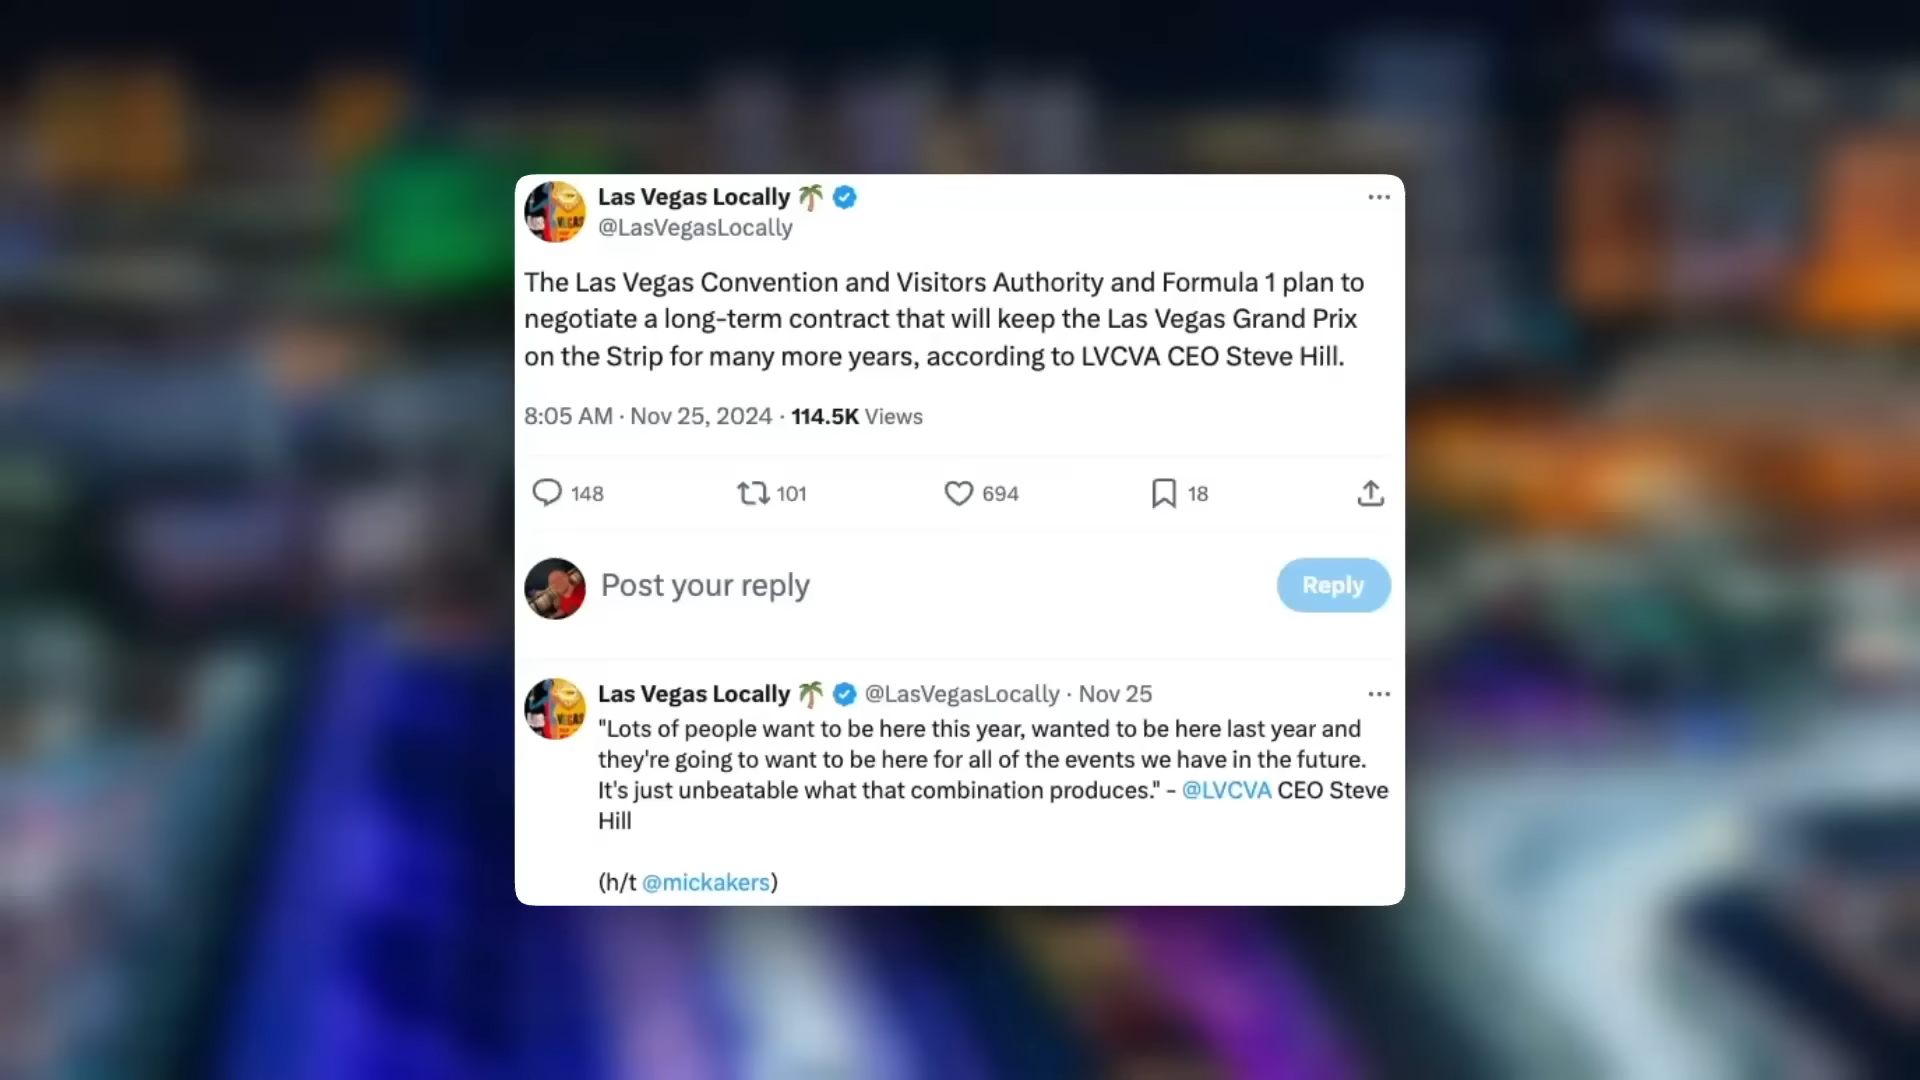 Las Vegas Locally 🌴
@LasVegasLocally
The Las Vegas Convention and Visitors Authority and Formula 1 plan to
negotiate a long-term contract that will keep the Las Vegas Grand Prix
on the Strip for many more years, according to LVCVA CEO Steve Hill.
8:05 AM · Nov 25, 2024 · 114.5K Views
148 101 694 18
Post your reply
Reply
Las Vegas Locally 🌴 @LasVegasLocally · Nov 25
"Lots of people want to be here this year, wanted to be here last year and
they're going to want to be here for all of the events we have in the future.
It's just unbeatable what that combination produces." – @LVCVA CEO Steve
Hill
(h/t @mickakers)